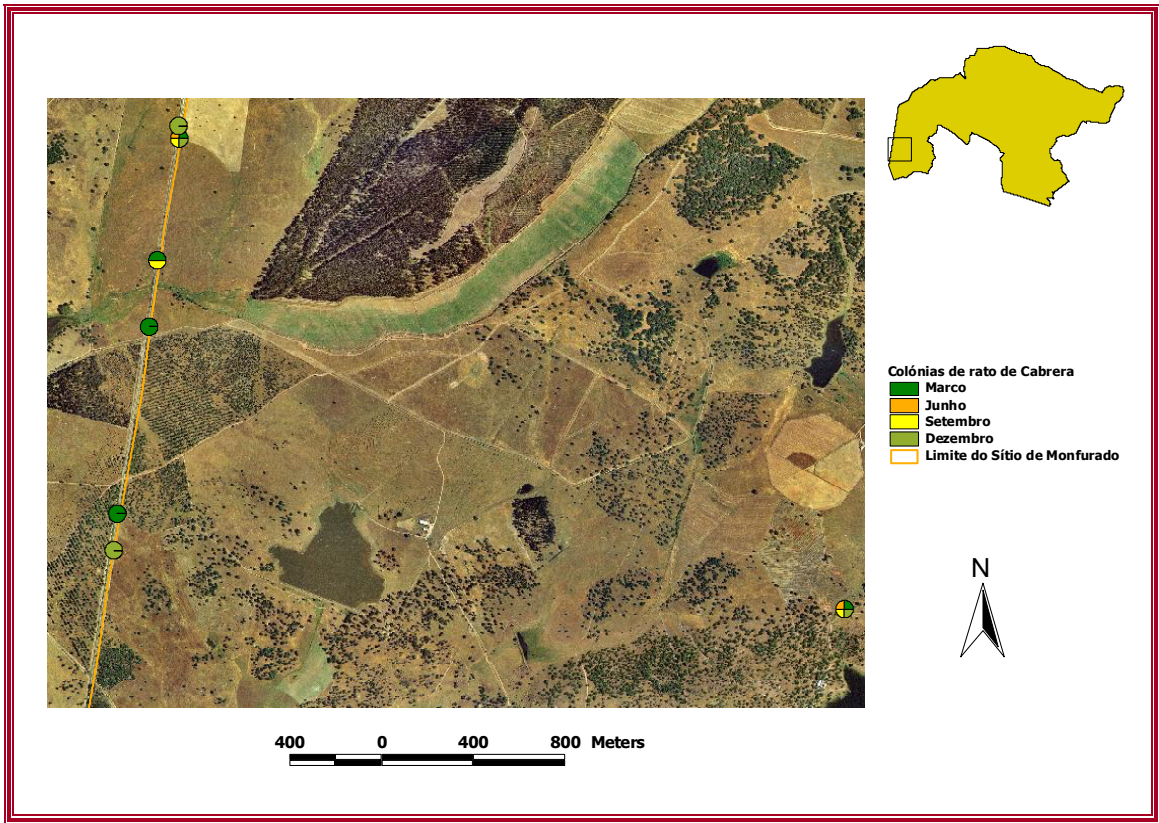 Colónias de rato de Cabrera
Marco
Junho
Setembro
Dezembro
Limite do Sítio de Monfurado
N
400 0 400 800 Meters